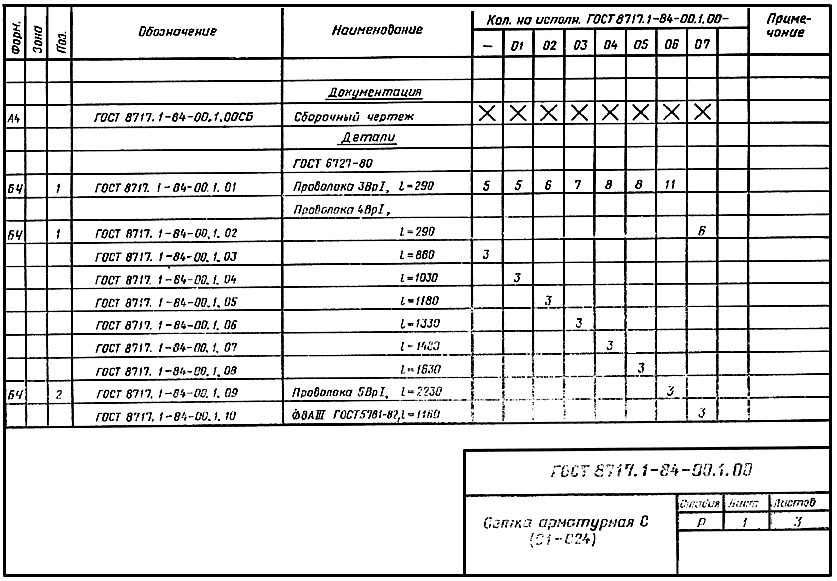 Форм. Зона Поз. Обозначение Наименование Кол. на исполн. ГОСТ 8717.1-84-00.1.00- Приме-
чание
— 01 02 03 04 05 06 07
Документация
А4 ГОСТ 8717.1-84-00.1.00СБ Сборочный чертеж X X X X X X X X
Детали
ГОСТ 6727-80
БЧ 1 ГОСТ 8717.1-84-00.1.01 Проволока 3ВрI, l=290 5 5 6 7 8 8 11
Проволока 4ВрI,
БЧ 1 ГОСТ 8717.1-84-00.1.02 l=290 6
ГОСТ 8717.1-84-00.1.03 l=880 3
ГОСТ 8717.1-84-00.1.04 l=1030 3
ГОСТ 8717.1-84-00.1.05 l=1180 3
ГОСТ 8717.1-84-00.1.06 l=1330 3
ГОСТ 8717.1-84-00.1.07 l=1480 3
ГОСТ 8717.1-84-00.1.08 l=1630 3
БЧ 2 ГОСТ 8717.1-84-00.1.09 Проволока 5ВрI, l=2230 3
ГОСТ 8717.1-84-00.1.10 Ф8АIII ГОСТ5781-82, l=1160 3
ГОСТ 8717.1-84-00.1.00
Сетка арматурная С
(С1-С24)
Стадия Лист Листов
Р 1 3